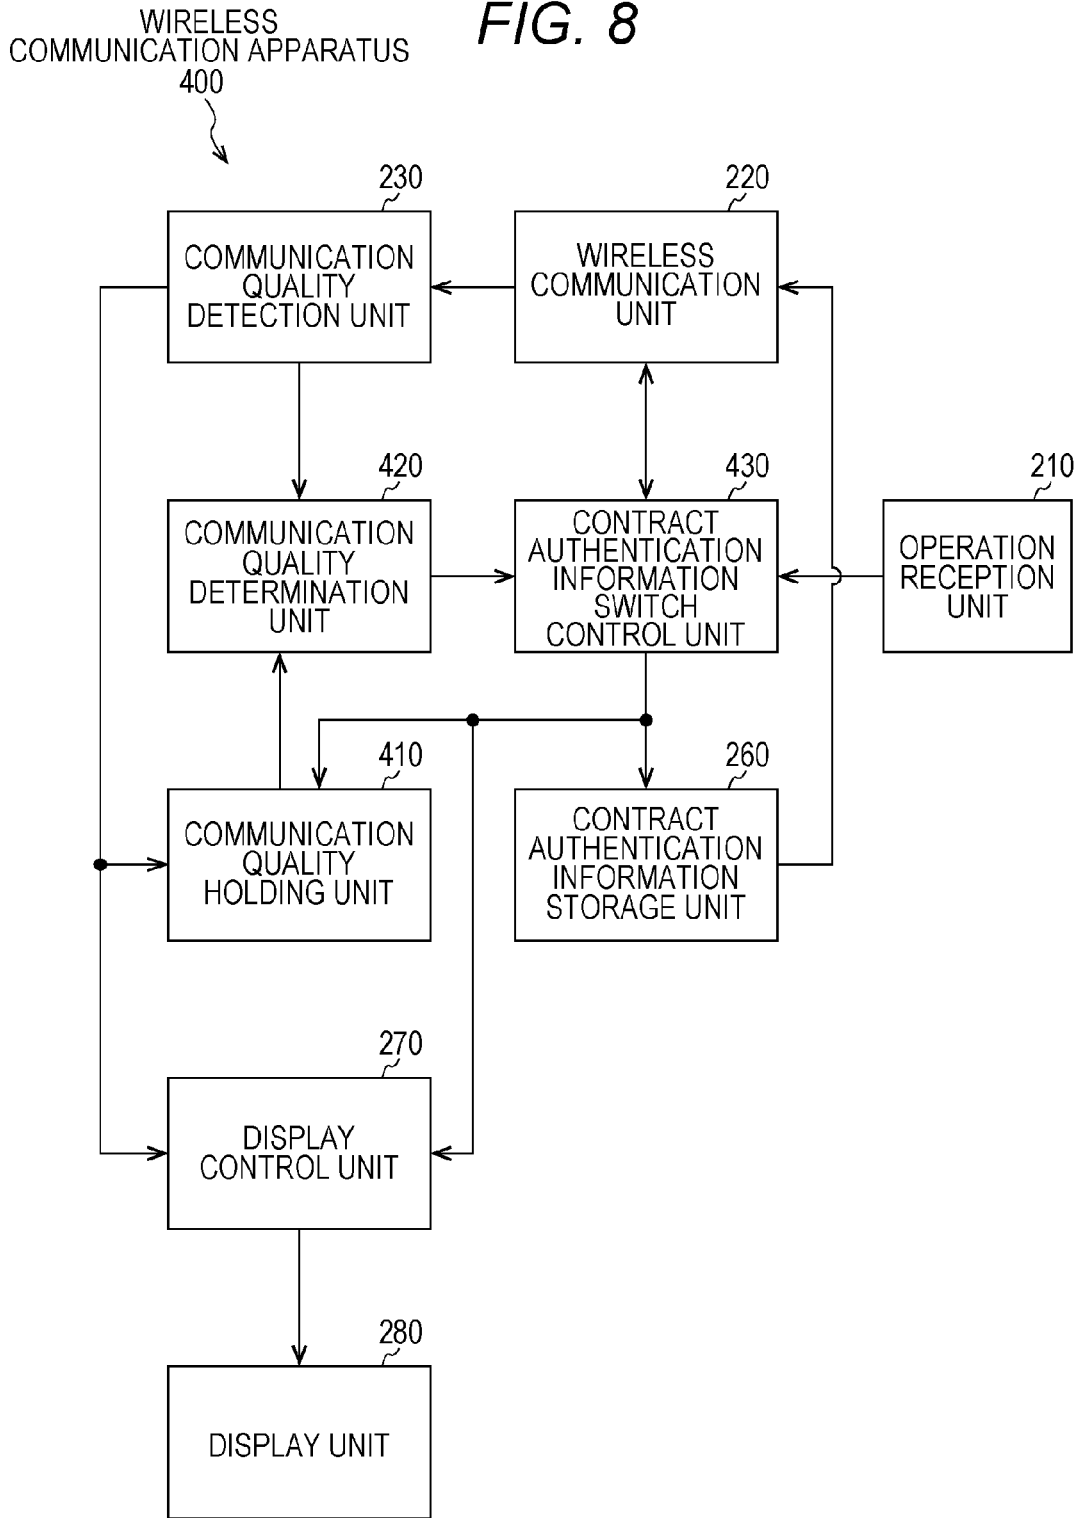 FIG. 8
WIRELESS
COMMUNICATION APPARATUS
400
230
COMMUNICATION
QUALITY
DETECTION UNIT
220
WIRELESS
COMMUNICATION
UNIT
420
COMMUNICATION
QUALITY
DETERMINATION
UNIT
430
CONTRACT
AUTHENTICATION
INFORMATION
SWITCH
CONTROL UNIT
210
OPERATION
RECEPTION
UNIT
410
COMMUNICATION
QUALITY
HOLDING UNIT
260
CONTRACT
AUTHENTICATION
INFORMATION
STORAGE UNIT
270
DISPLAY
CONTROL UNIT
280
DISPLAY UNIT